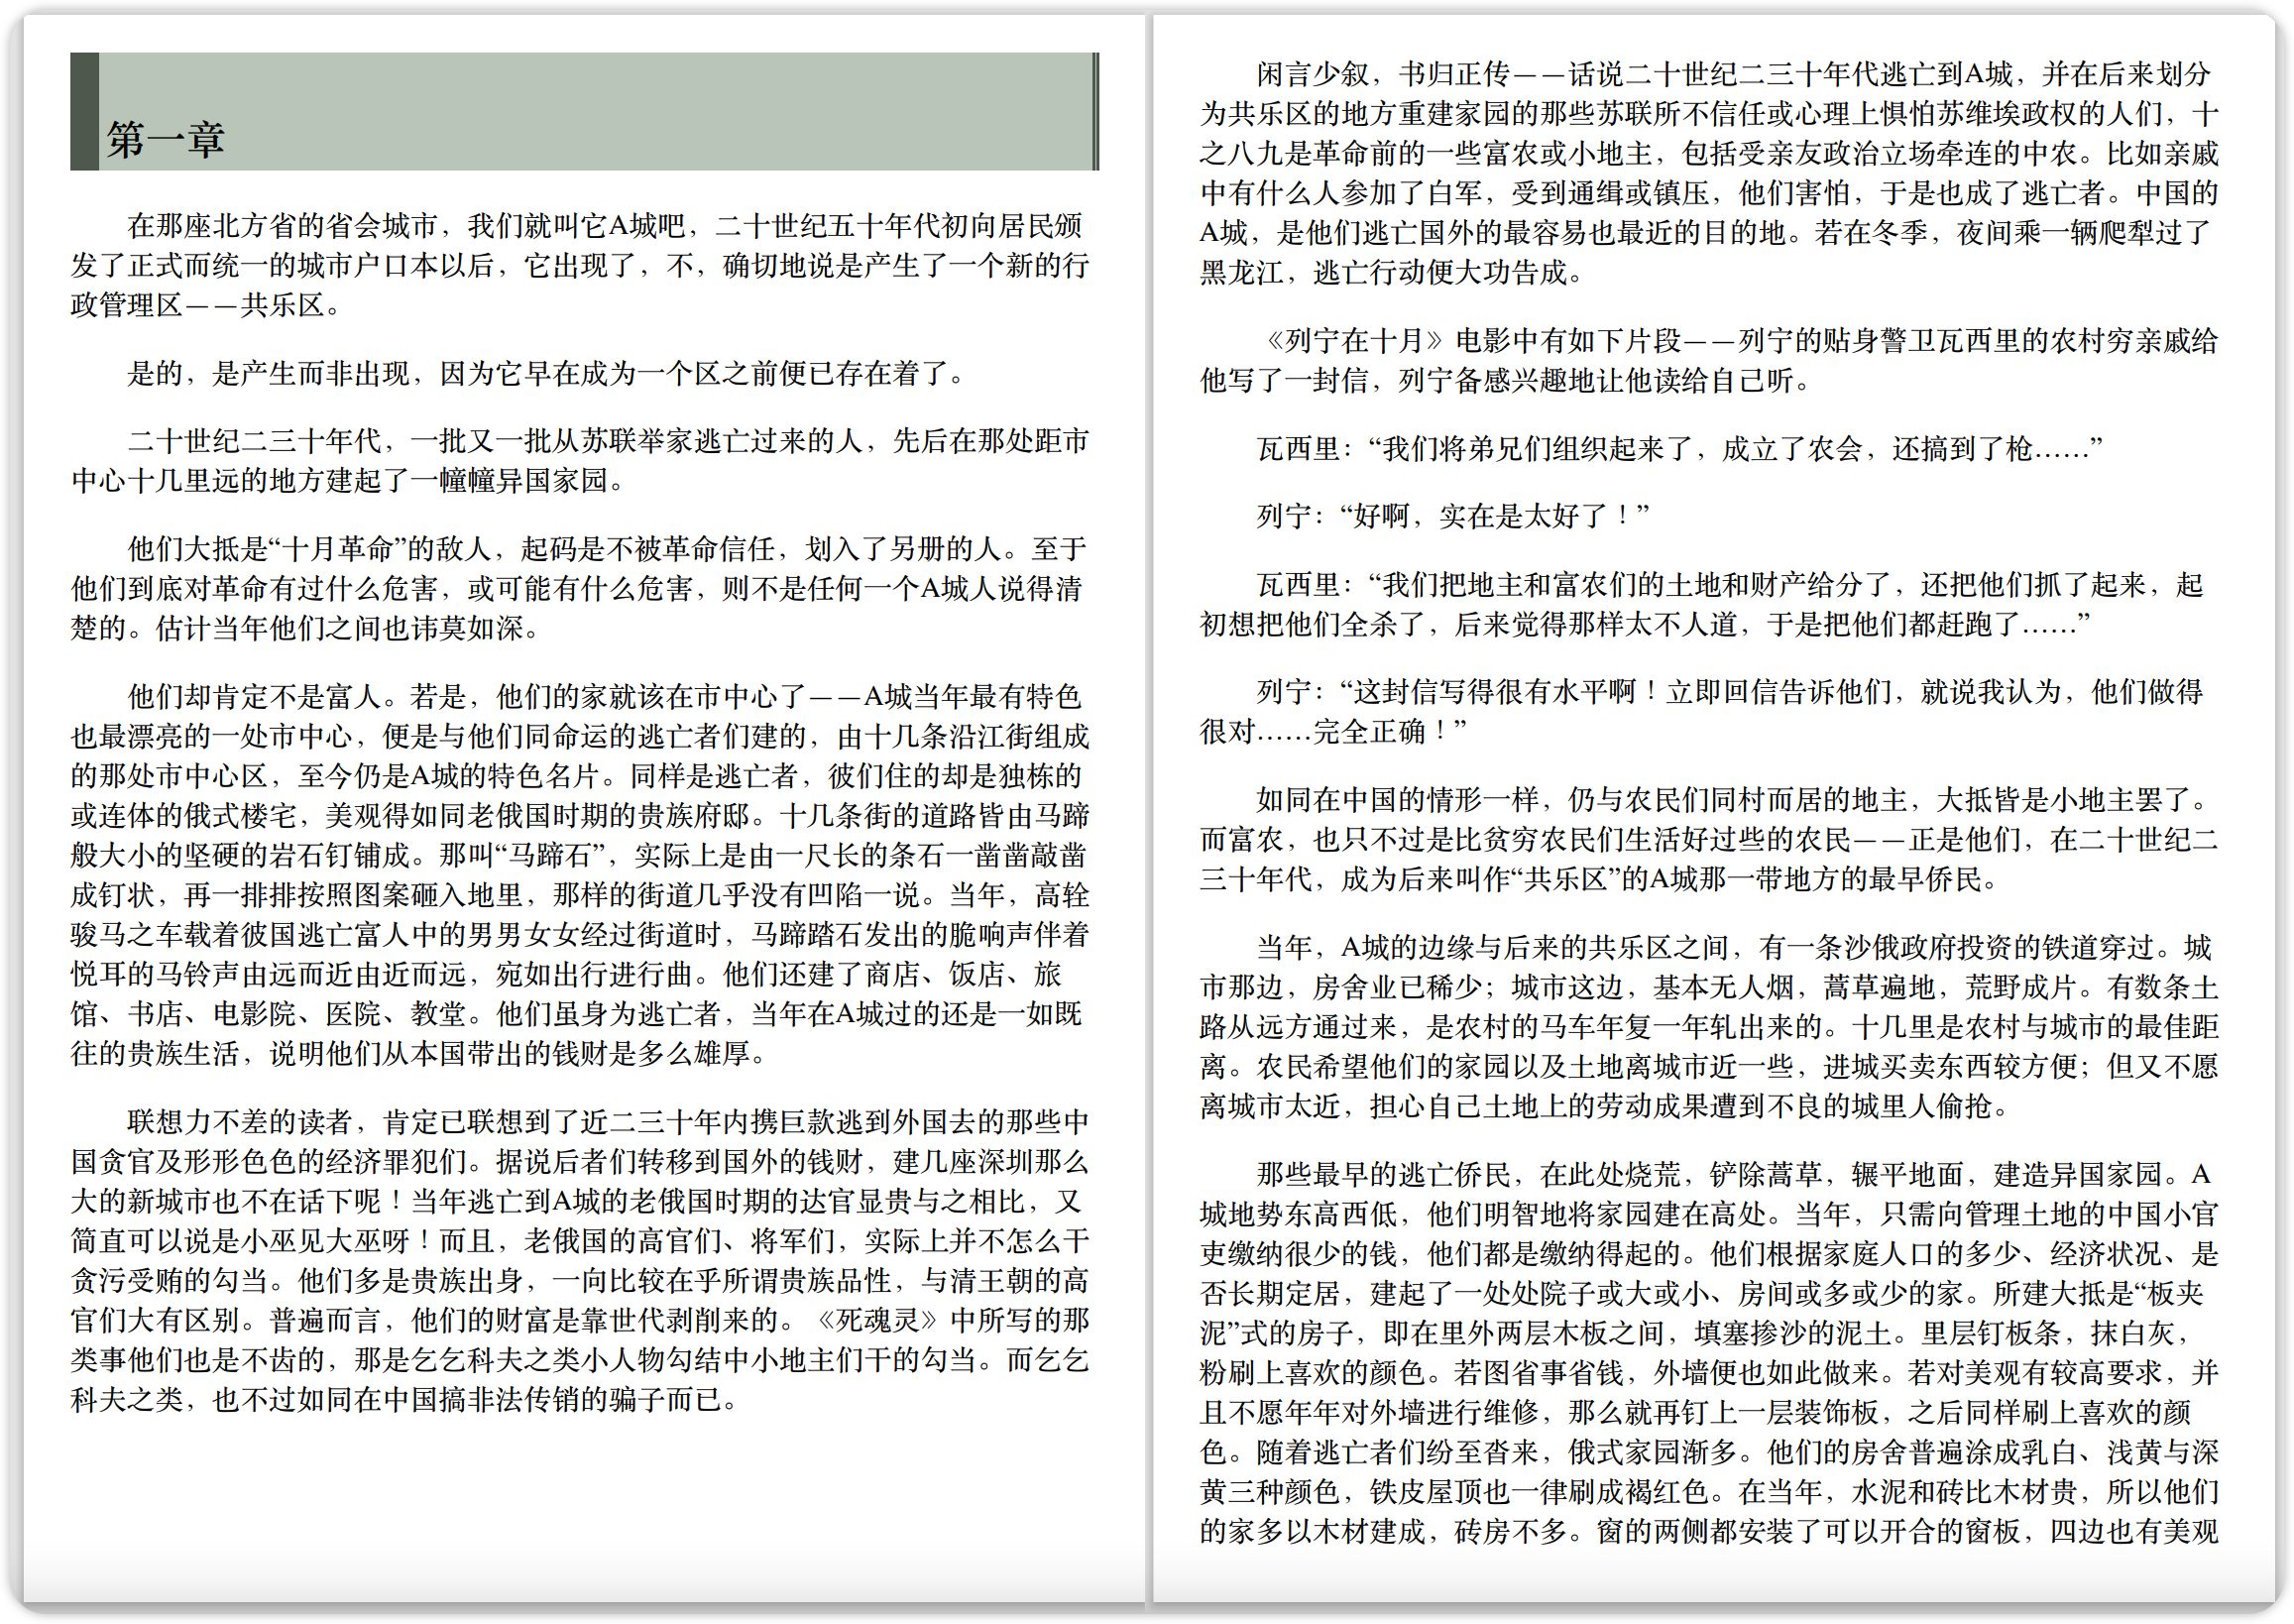 第一章
在那座北方省的省会城市，我们就叫它A城吧，二十世纪五十年代初向居民颁
发了正式而统一的城市户口本以后，它出现了，不，确切地说是产生了一个新的行
政管理区——共乐区。
是的，是产生而非出现，因为它早在成为一个区之前便已存在着了。
二十世纪二三十年代，一批又一批从苏联举家逃亡过来的人，先后在那处距市
中心十几里远的地方建起了一幢幢异国家园。
他们大抵是“十月革命”的敌人，起码是不被革命信任，划入了另册的人。至于
他们到底对革命有过什么危害，或可能有什么危害，则不是任何一个A城人说得清
楚的。估计当年他们之间也讳莫如深。
他们却肯定不是富人。若是，他们的家就该在市中心了——A城当年最有特色
也最漂亮的一处市中心，便是与他们同命运的逃亡者们建的，由十几条沿江街组成
的那处市中心区，至今仍是A城的特色名片。同样是逃亡者，彼们住的却是独栋的
或连体的俄式楼宅，美观得如同老俄国时期的贵族府邸。十几条街的道路皆由马蹄
般大小的坚硬的岩石钉铺成。那叫“马蹄石”，实际上是由一尺长的条石一凿凿敲凿
成钉状，再一排排按照图案砸入地里，那样的街道几乎没有凹陷一说。当年，高轮
骏马之车载着彼国逃亡富人中的男男女女经过街道时，马蹄踏石发出的脆响声伴着
悦耳的马铃声由远而近由近而远，宛如出行进行曲。他们还建了商店、饭店、旅
馆、书店、电影院、医院、教堂。他们虽身为逃亡者，当年在A城过的还是一如既
往的贵族生活，说明他们从本国带出的钱财是多么雄厚。
联想力不差的读者，肯定已联想到了近二三十年内携巨款逃到外国去的那些中
国贪官及形形色色的经济罪犯们。据说后者们转移到国外的钱财，建几座深圳那么
大的新城市也不在话下呢！当年逃亡到A城的老俄国时期的达官显贵与之相比，又
简直可以说是小巫见大巫呀！而且，老俄国的高官们、将军们，实际上并不怎么干
贪污受贿的勾当。他们多是贵族出身，一向比较在乎所谓贵族品性，与清王朝的高
官们大有区别。普遍而言，他们的财富是靠世代剥削来的。《死魂灵》中所写的那
类事他们也是不齿的，那是乞乞科夫之类小人物勾结中小地主们干的勾当。而乞乞
科夫之类，也不过如同在中国搞非法传销的骗子而已。
闲言少叙，书归正传——话说二十世纪二三十年代逃亡到A城，并在后来划分
为共乐区的地方重建家园的那些苏联所不信任或心理上惧怕苏维埃政权的人们，十
之八九是革命前的一些富农或小地主，包括受亲友政治立场牵连的中农。比如亲戚
中有什么人参加了白军，受到通缉或镇压，他们害怕，于是也成了逃亡者。中国的
A城，是他们逃亡国外的最容易也最近的目的地。若在冬季，夜间乘一辆爬犁过了
黑龙江，逃亡行动便大功告成。
《列宁在十月》电影中有如下片段——列宁的贴身警卫瓦西里的农村穷亲戚给
他写了一封信，列宁备感兴趣地让他读给自己听。
瓦西里：“我们将弟兄们组织起来了，成立了农会，还搞到了枪……”
列宁：“好啊，实在是太好了！”
瓦西里：“我们把地主和富农们的土地和财产给分了，还把他们抓了起来，起
初想把他们全杀了，后来觉得那样太不人道，于是把他们都赶跑了……”
列宁：“这封信写得很有水平啊！立即回信告诉他们，就说我认为，他们做得
很对……完全正确！”
如同在中国的情形一样，仍与农民们同村而居的地主，大抵皆是小地主罢了。
而富农，也只不过是比贫穷农民们生活好过些的农民——正是他们，在二十世纪二
三十年代，成为后来叫作“共乐区”的A城那一带地方的最早侨民。
当年，A城的边缘与后来的共乐区之间，有一条沙俄政府投资的铁道穿过。城
市那边，房舍业已稀少；城市这边，基本无人烟，蒿草遍地，荒野成片。有数条土
路从远方通过来，是农村的马车年复一年轧出来的。十几里是农村与城市的最佳距
离。农民希望他们的家园以及土地离城市近一些，进城买卖东西较方便；但又不愿
离城市太近，担心自己土地上的劳动成果遭到不良的城里人偷抢。
那些最早的逃亡侨民，在此处烧荒，铲除蒿草，辗平地面，建造异国家园。A
城地势东高西低，他们明智地将家园建在高处。当年，只需向管理土地的中国小官
吏缴纳很少的钱，他们都是缴纳得起的。他们根据家庭人口的多少、经济状况、是
否长期定居，建起了一处处院子或大或小、房间或多或少的家。所建大抵是“板夹
泥”式的房子，即在里外两层木板之间，填塞掺沙的泥土。里层钉板条，抹白灰，
粉刷上喜欢的颜色。若图省事省钱，外墙便也如此做来。若对美观有较高要求，并
且不愿年年对外墙进行维修，那么就再钉上一层装饰板，之后同样刷上喜欢的颜
色。随着逃亡者们纷至沓来，俄式家园渐多。他们的房舍普遍涂成乳白、浅黄与深
黄三种颜色，铁皮屋顶也一律刷成褐红色。在当年，水泥和砖比木材贵，所以他们
的家多以木材建成，砖房不多。窗的两侧都安装了可以开合的窗板，四边也有美观